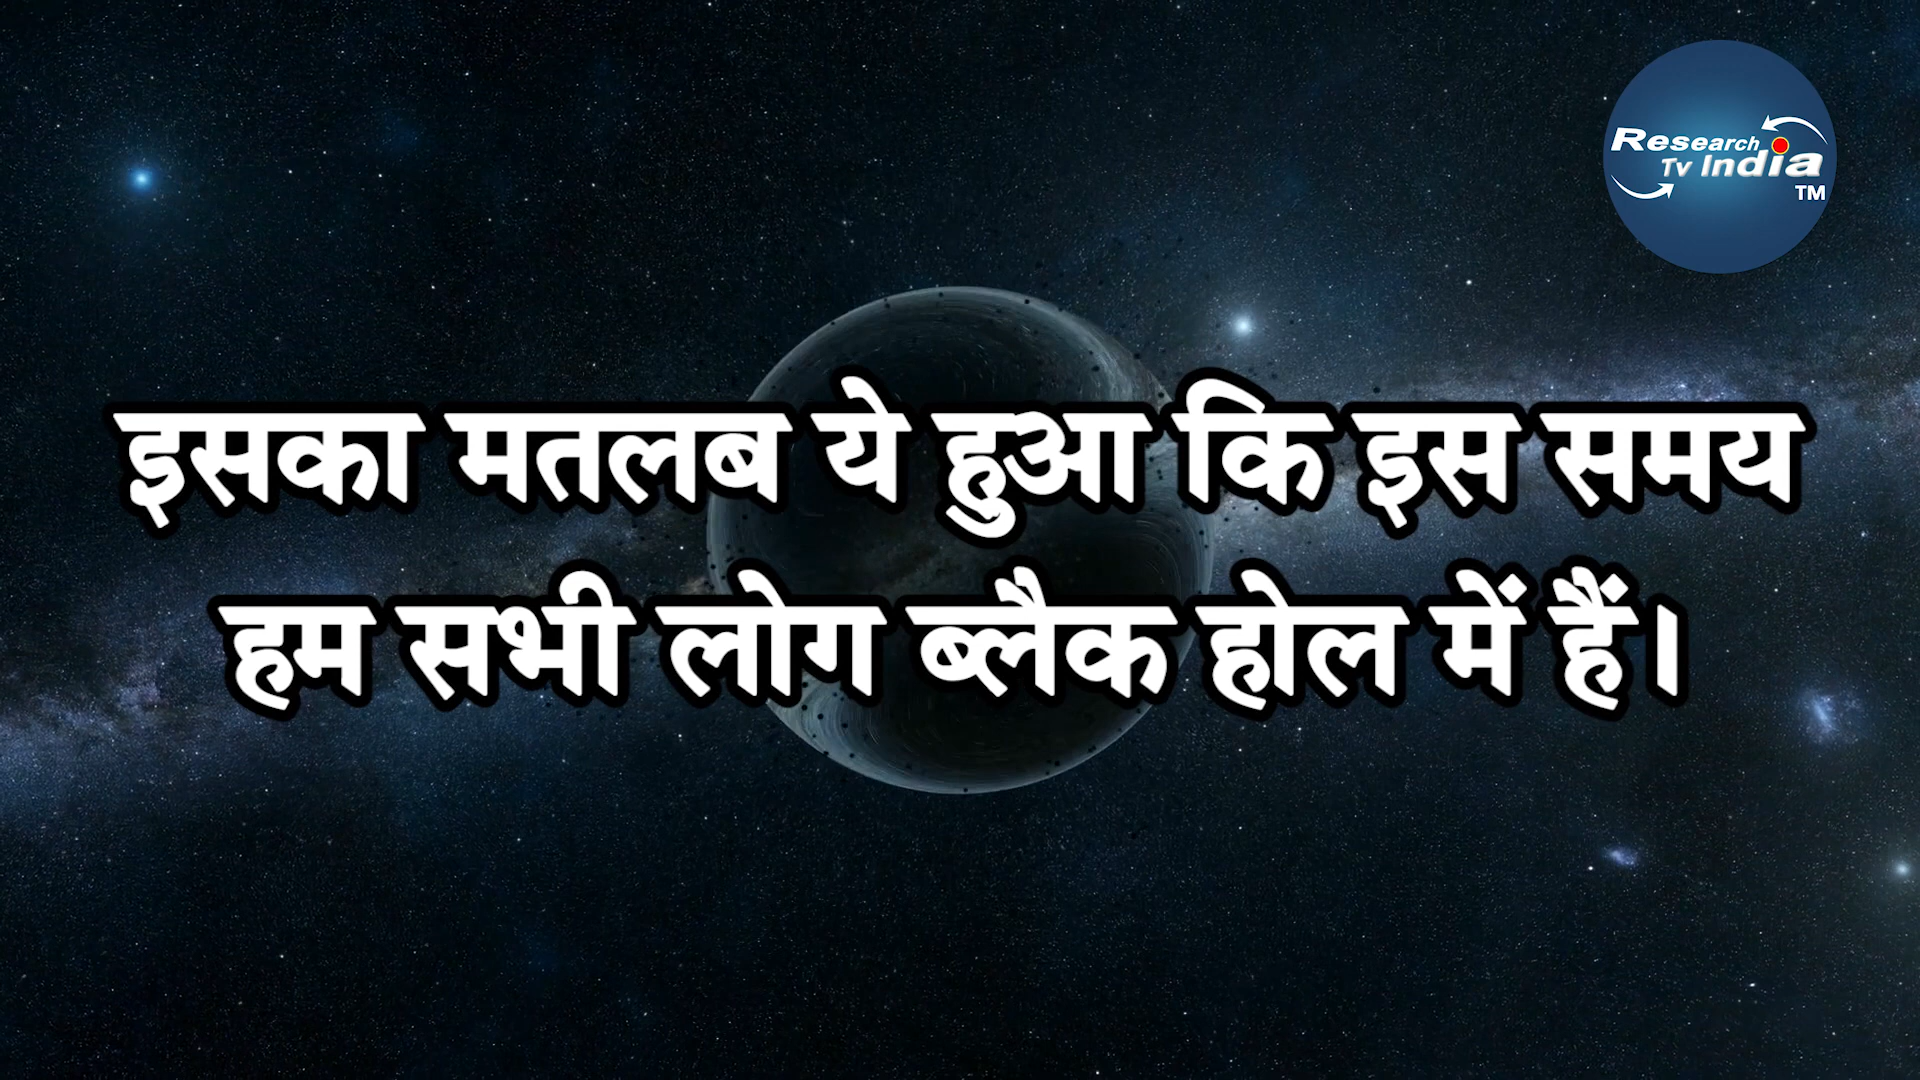 Research
Tv India
TM
इसका मतलब ये हुआ कि इस समय
हम सभी लोग ब्लैक होल में हैं।